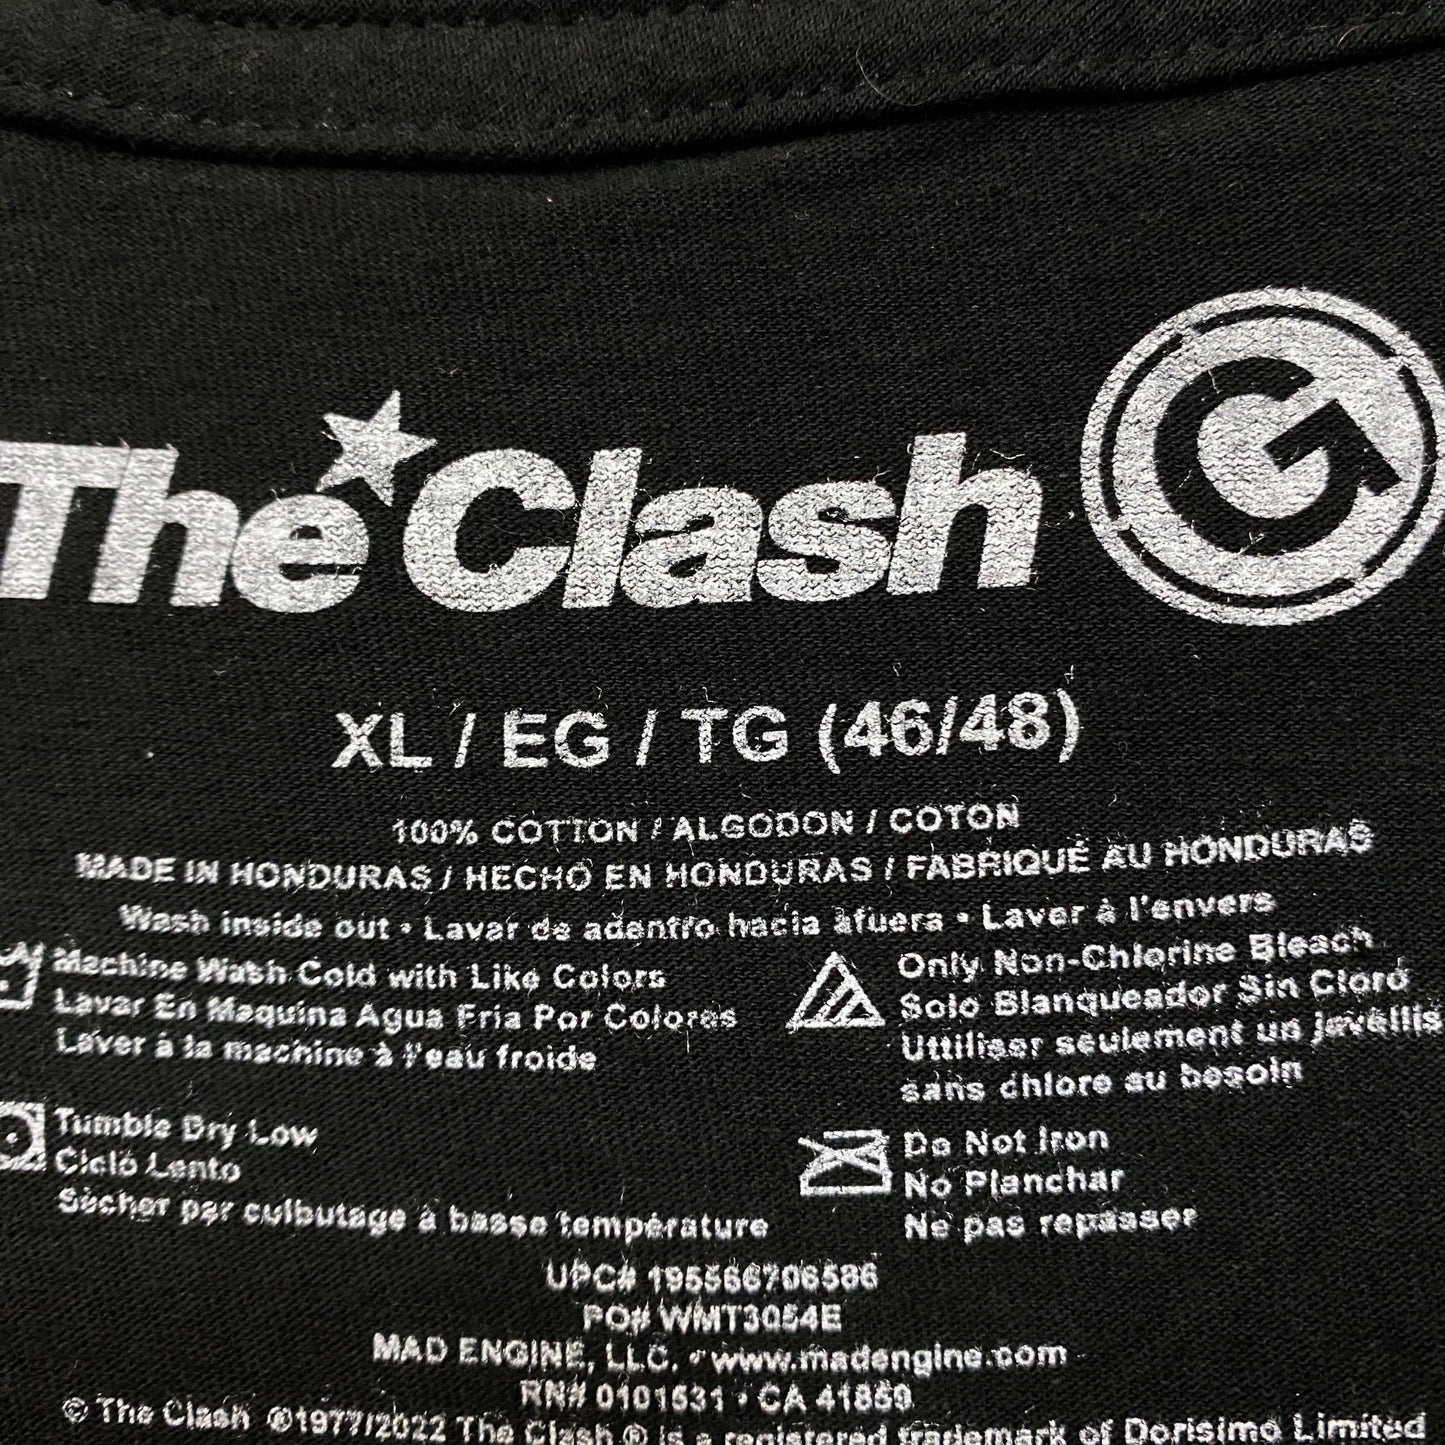 The Clash G
XL / EG / TG (46/48)
100% COTTON / ALGODON / COTON
MADE IN HONDURAS / HECHO EN HONDURAS / FABRIQUÉ AU HONDURAS
Wash inside out • Lavar de adentro hacia afuera • Laver à l'envers
Machine Wash Cold with Like Colors
Lavar En Maquina Agua Fria Por Colores
Laver à la machine à l'eau froide
Only Non-Chlorine Bleach
Solo Blanqueador Sin Cloro
Uttiliser seulement un javellis
sans chlore au besoin
Tumble Dry Low
Ciclo Lento
Sècher par culbutage à basse température
Do Not Iron
No Planchar
Ne pas repasser
UPC# 195566706586
PO# WMT3054E
MAD ENGINE, LLC. • www.madengine.com
RN# 0101531 • CA 41859
© The Clash ®1977/2022 The Clash ® is a registered trademark of Dorisimo Limited